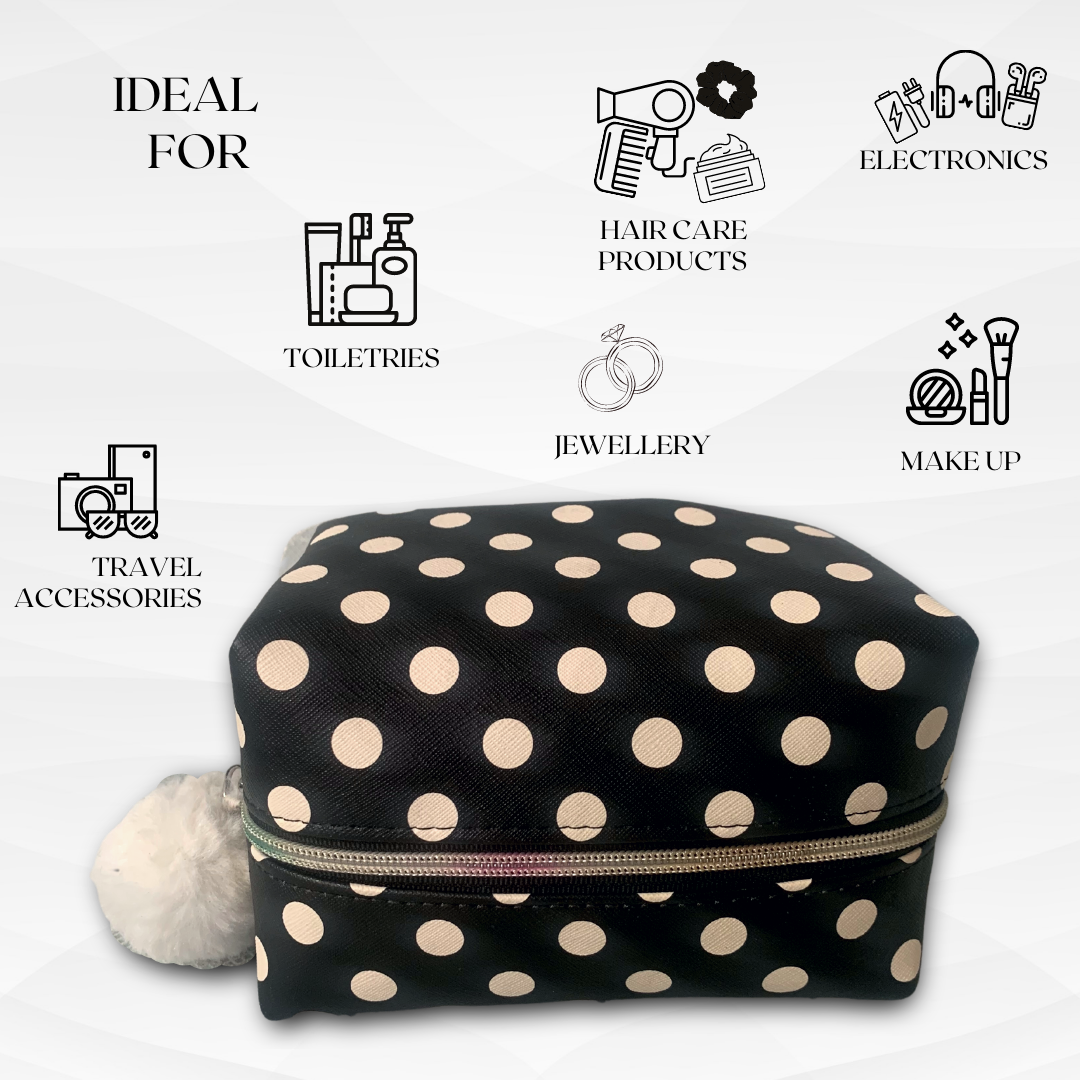 IDEAL
FOR
ELECTRONICS
HAIR CARE
PRODUCTS
TOILETRIES
JEWELLERY
MAKE UP
TRAVEL
ACCESSORIES